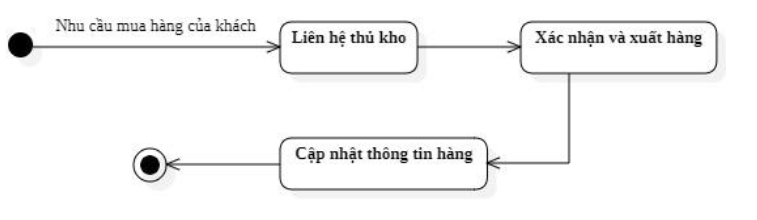 Nhu cầu mua hàng của khách
Liên hệ thủ kho
Xác nhận và xuất hàng
Cập nhật thông tin hàng